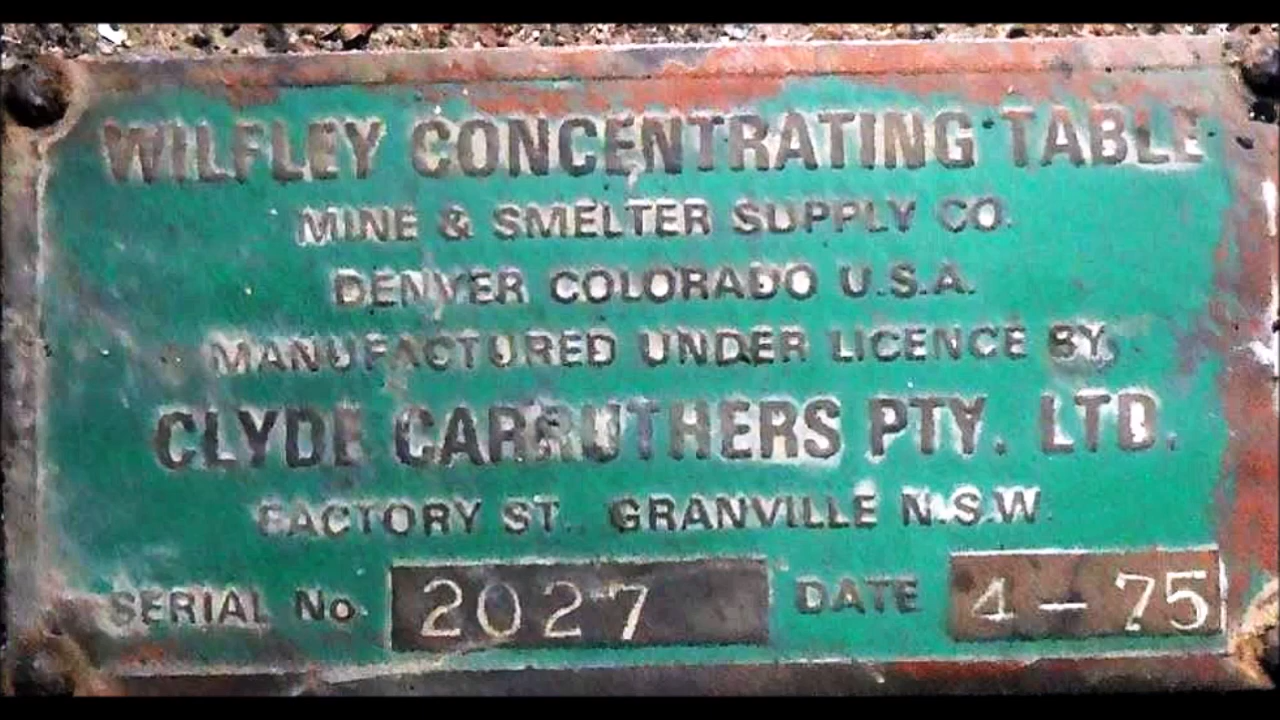 WILFLEY CONCENTRATING TABLE
MINE & SMELTER SUPPLY CO.
DENVER COLORADO U.S.A.
MANUFACTURED UNDER LICENCE BY
CLYDE CARRUTHERS PTY. LTD.
FACTORY ST., GRANVILLE N.S.W.
SERIAL No. 2027 DATE 4-75